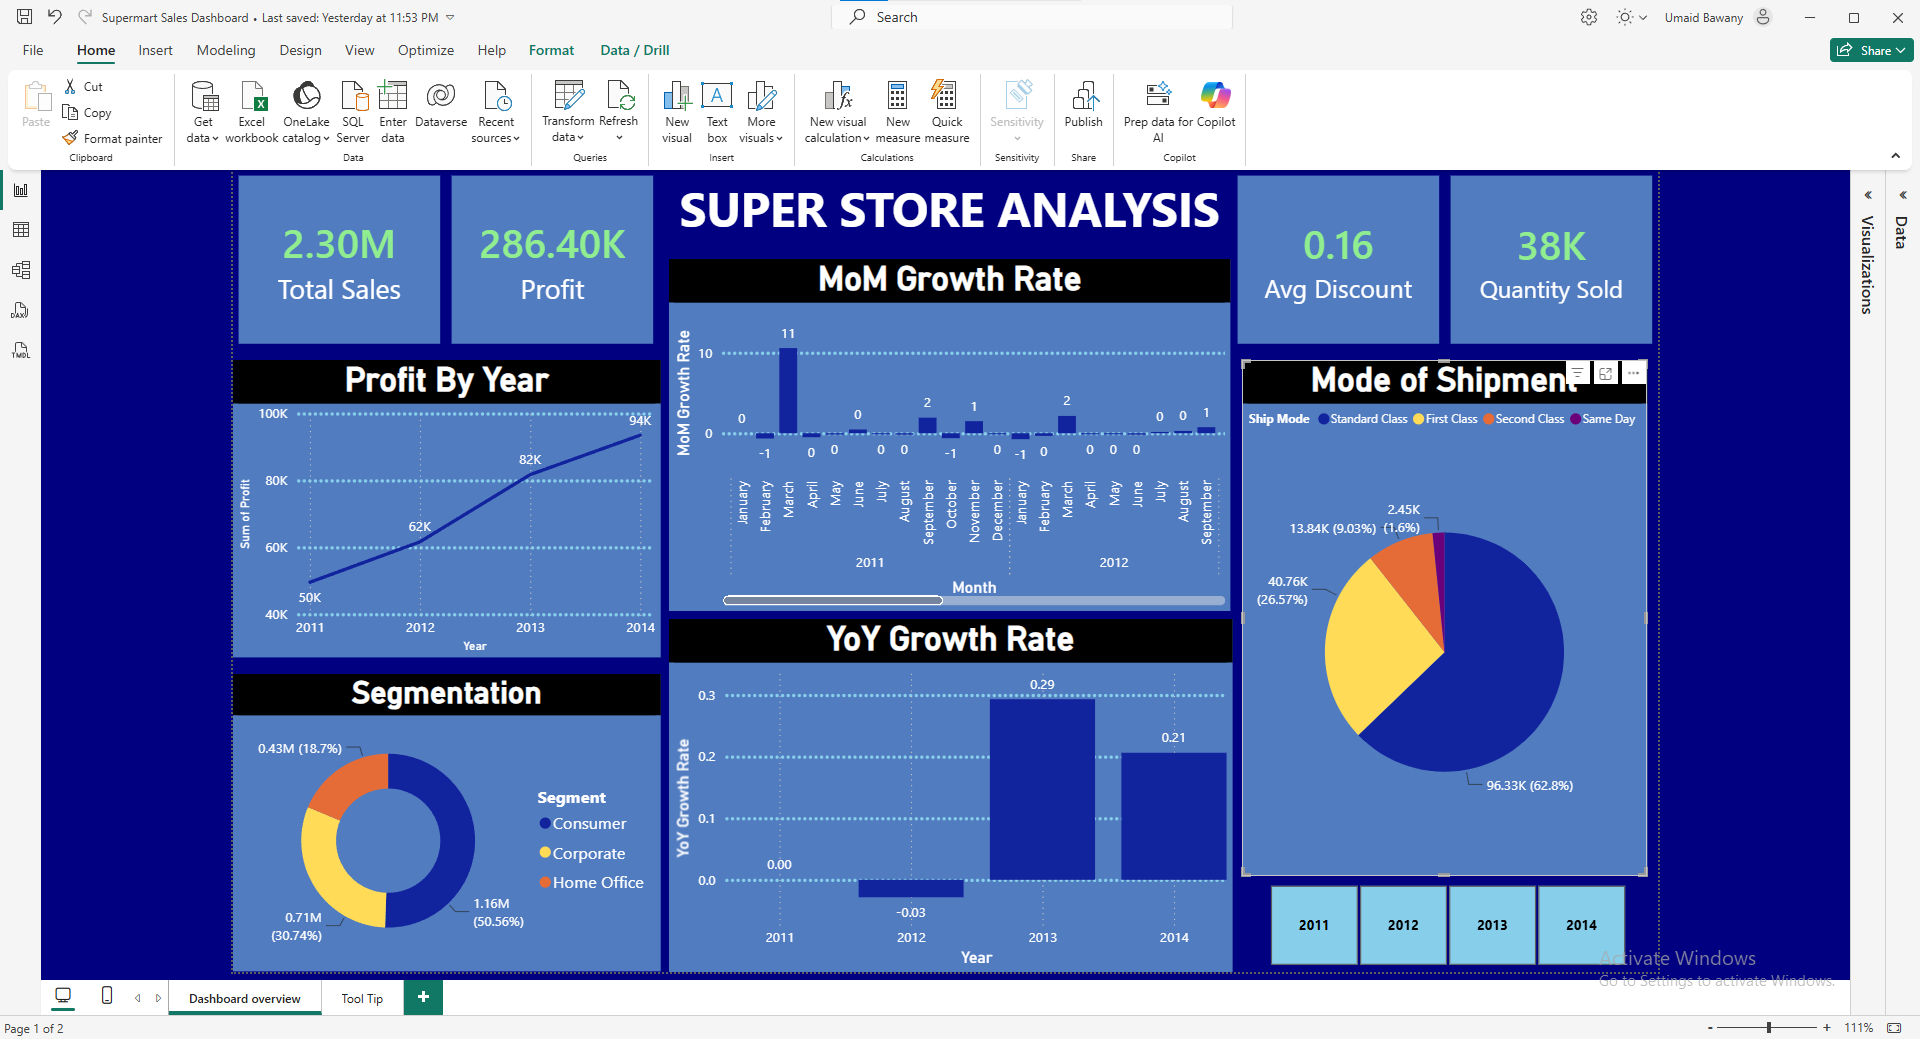 Supermart Sales Dashboard • Last saved: Yesterday at 11:53 PM
Search
Umaid Bawany
File Home Insert Modeling Design View Optimize Help Format Data / Drill
Share
Paste
Cut
Copy
Format painter
Clipboard
Get data
Excel workbook
OneLake catalog
SQL Server
Enter data
Dataverse
Recent sources
Data
Transform data
Refresh
Queries
New visual
Text box
More visuals
Insert
New visual calculation
New measure
Quick measure
Calculations
Sensitivity
Sensitivity
Publish
Share
Prep data for AI
Copilot
Copilot
DAX
TMDL
Visualizations
Data
2.30M
Total Sales
286.40K
Profit
SUPER STORE ANALYSIS
0.16
Avg Discount
38K
Quantity Sold
Profit By Year
Sum of Profit
100K
80K
60K
40K
50K
62K
82K
94K
2011 2012 2013 2014
Year
MoM Growth Rate
MoM Growth Rate
10
0
0 -1 11 0 0 0 0 0 2 -1 1 0 -1 0 2 0 0 0 0 0 1
January February March April May June July August September October November December January February March April May June July August September
2011 2012
Month
Mode of Shipment
Ship Mode Standard Class First Class Second Class Same Day
2.45K
(1.6%)
13.84K (9.03%)
40.76K
(26.57%)
96.33K (62.8%)
Segmentation
0.43M (18.7%)
0.71M
(30.74%)
1.16M
(50.56%)
Segment
Consumer
Corporate
Home Office
YoY Growth Rate
YoY Growth Rate
0.3
0.2
0.1
0.0
0.00
-0.03
0.29
0.21
2011 2012 2013 2014
Year
2011 2012 2013 2014
Activate Windows
Go to Settings to activate Windows.
Dashboard overview
Tool Tip
+
Page 1 of 2
- + 111%